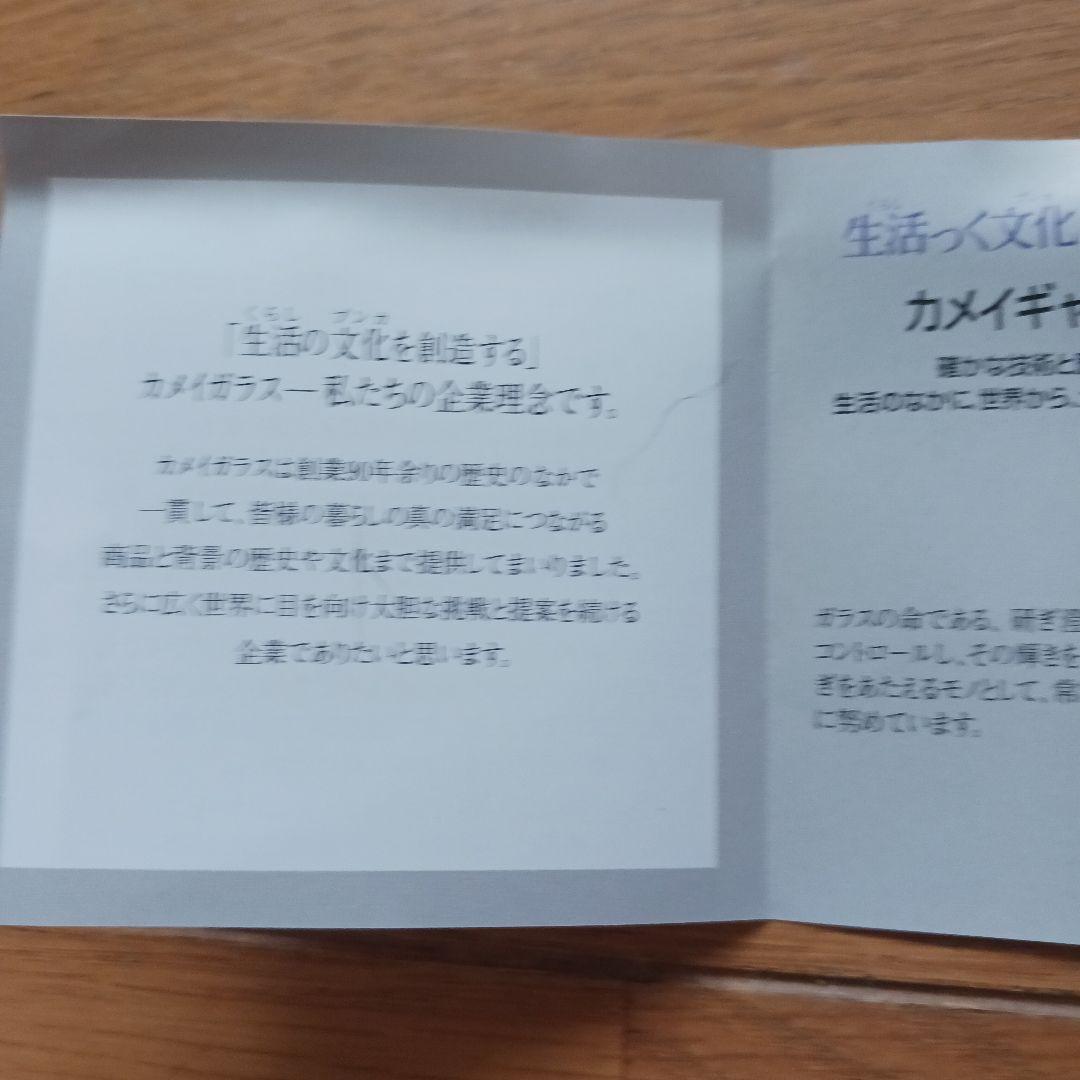 くらし ブンカ
「生活の文化を創造する」
カメイガラス―私たちの企業理念です。
カメイガラスは創業90年余りの歴史のなかで
一貫して、皆様の暮らしの真の満足につながる
商品と背景の歴史や文化まで提供してまいりました。
さらに広く世界に目を向け大胆な挑戦と提案を続ける
企業でありたいと思います。
生活っく文化
カメイギャ
確かな技術と
生活のなかに、世界から、
ガラスの命である、研ぎ澄
コントロールし、その輝きを
ぎをあたえるモノとして、常
に努めています。